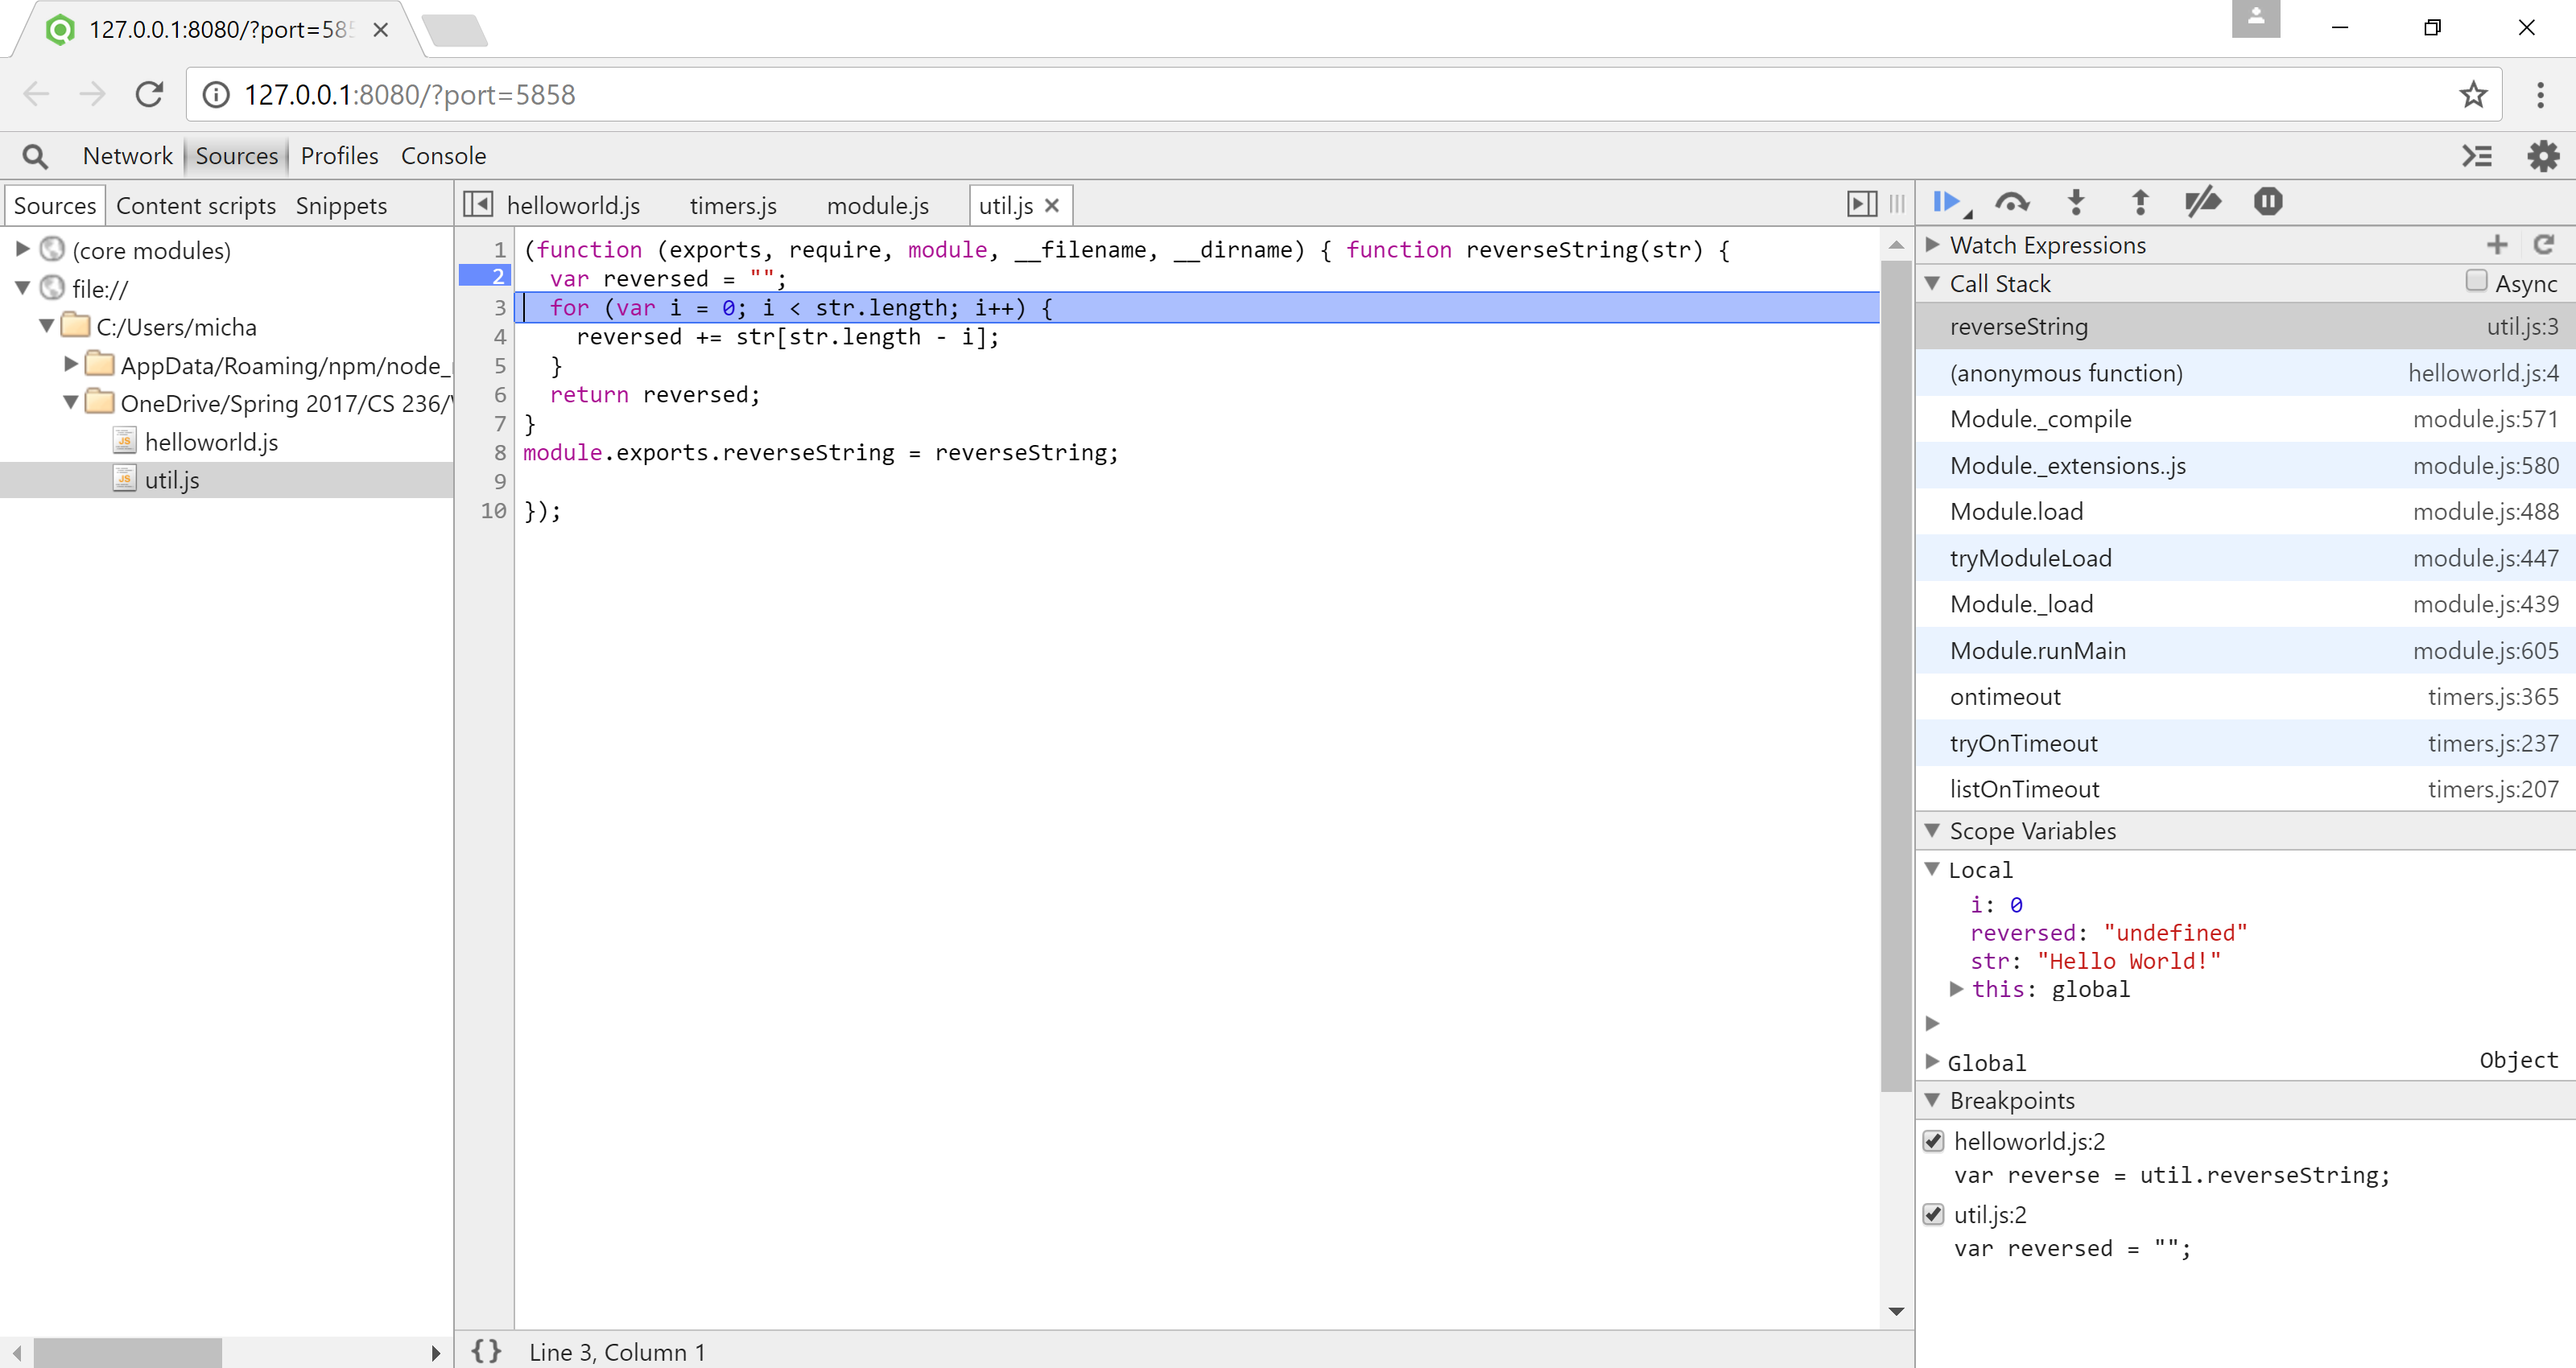 127.0.0.1:8080/?port=585
127.0.0.1:8080/?port=5858
Network Sources Profiles Console
Sources Content scripts Snippets
(core modules)
file://
C:/Users/micha
AppData/Roaming/npm/node_
OneDrive/Spring 2017/CS 236/
helloworld.js
util.js
helloworld.js timers.js module.js util.js
1 (function (exports, require, module, __filename, __dirname) { function reverseString(str) {
2 var reversed = "";
3 for (var i = 0; i < str.length; i++) {
4 reversed += str[str.length - i];
5 }
6 return reversed;
7 }
8 module.exports.reverseString = reverseString;
9
10 });
{} Line 3, Column 1
Watch Expressions
Call Stack Async
reverseString util.js:3
(anonymous function) helloworld.js:4
Module._compile module.js:571
Module._extensions..js module.js:580
Module.load module.js:488
tryModuleLoad module.js:447
Module._load module.js:439
Module.runMain module.js:605
ontimeout timers.js:365
tryOnTimeout timers.js:237
listOnTimeout timers.js:207
Scope Variables
Local
i: 0
reversed: "undefined"
str: "Hello World!"
this: global
Global Object
Breakpoints
helloworld.js:2
var reverse = util.reverseString;
util.js:2
var reversed = "";